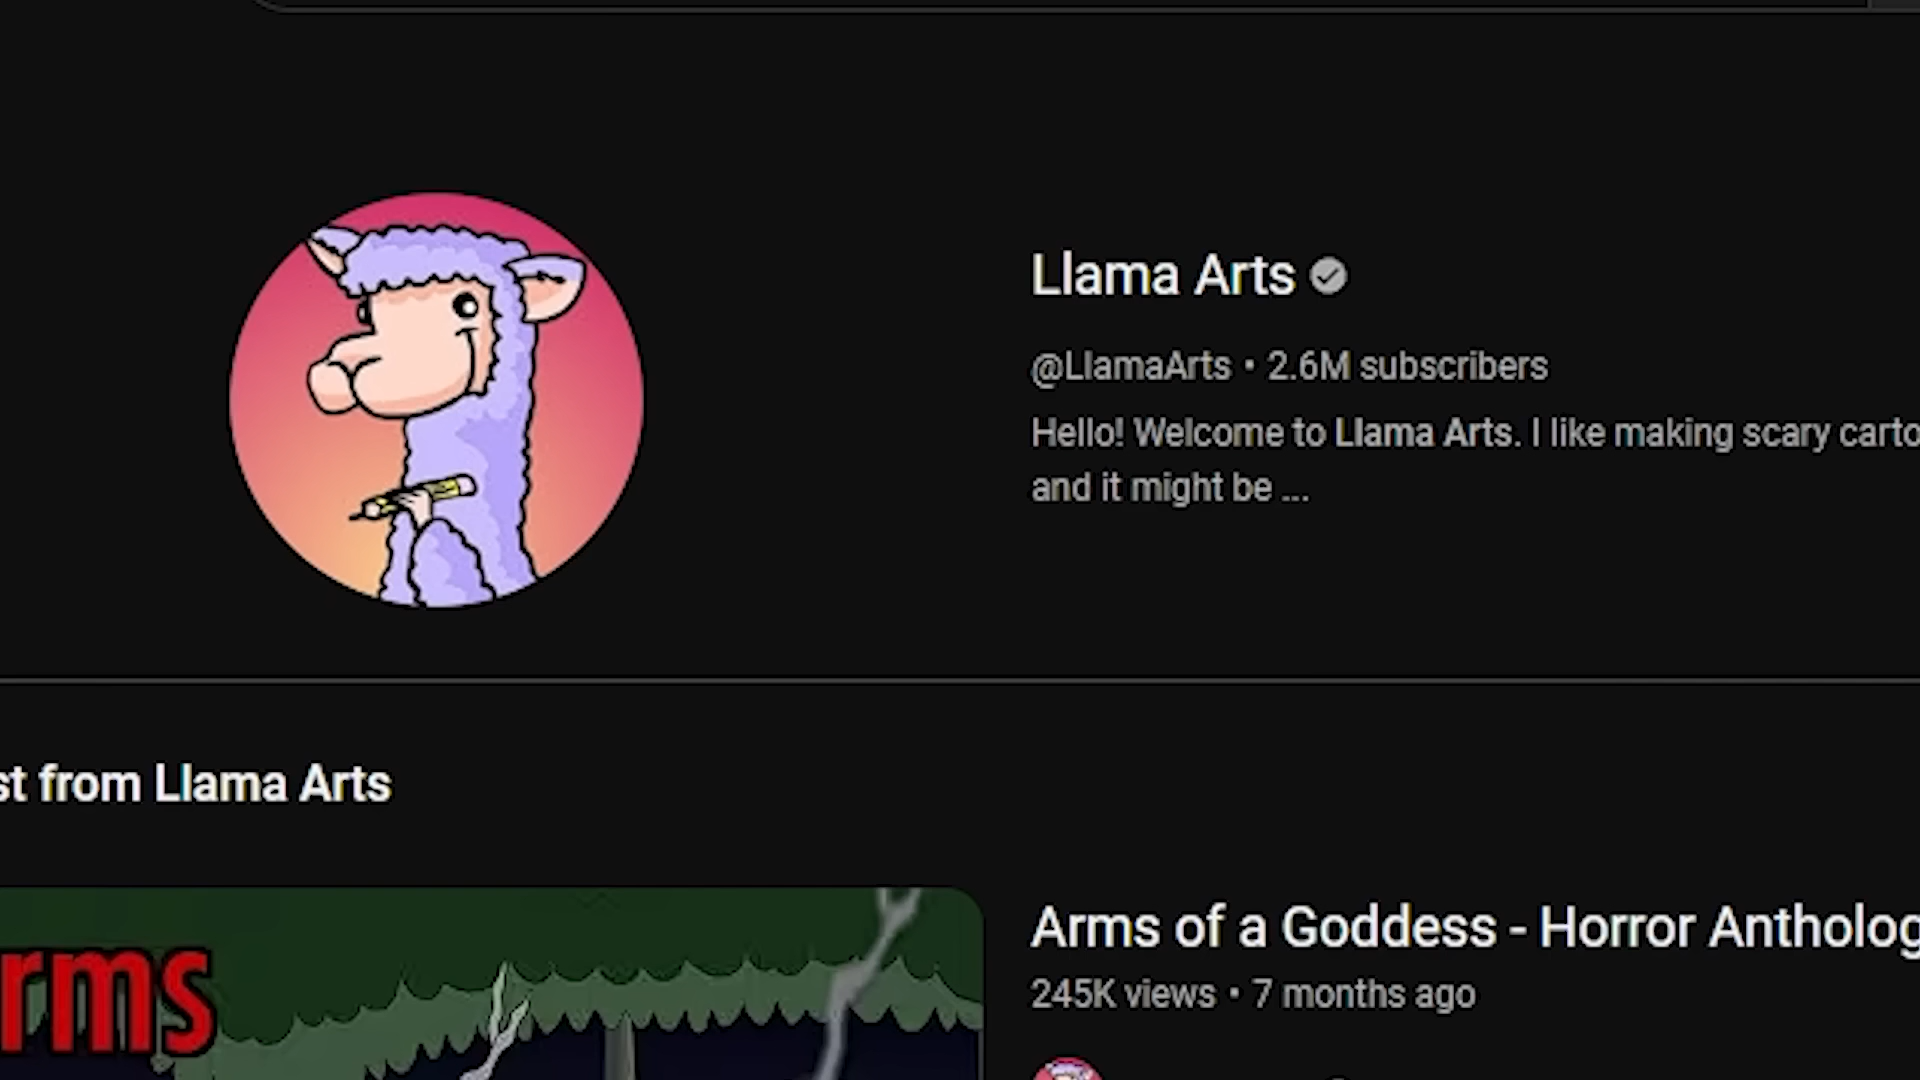 Llama Arts
@LlamaArts • 2.6M subscribers
Hello! Welcome to Llama Arts. I like making scary carto
and it might be ...
st from Llama Arts
Arms of a Goddess - Horror Antholog
rms
245K views • 7 months ago